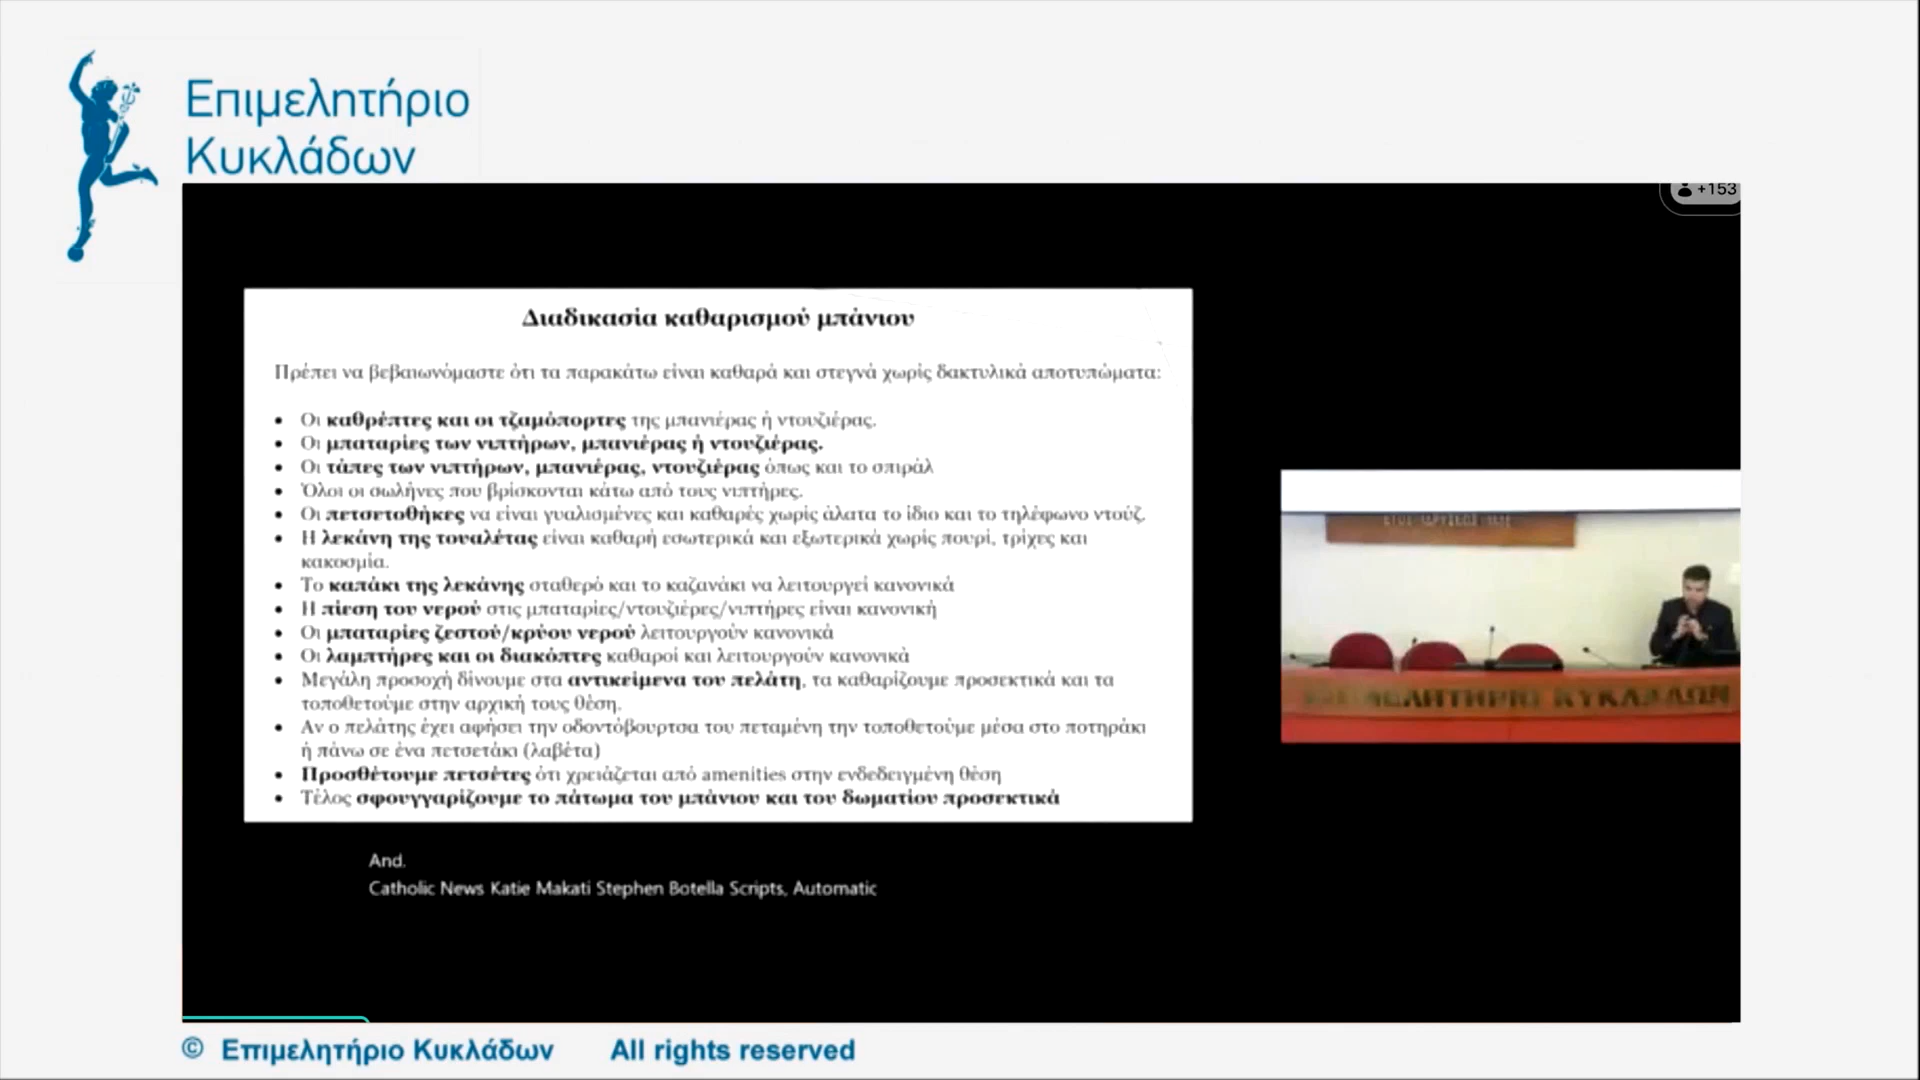 Επιμελητήριο
Κυκλάδων
+153
Διαδικασία καθαρισμού μπάνιου
Πρέπει να βεβαιωνόμαστε ότι τα παρακάτω είναι καθαρά και στεγνά χωρίς δακτυλικά αποτυπώματα:
• Οι καθρέπτες και οι τζαμόπορτες της μπανιέρας ή ντουζιέρας.
• Οι μπαταρίες των νιπτήρων, μπανιέρας ή ντουζιέρας.
• Οι τάπες των νιπτήρων, μπανιέρας, ντουζιέρας όπως και το σπιράλ
• Όλοι οι σωλήνες που βρίσκονται κάτω από τους νιπτήρες.
• Οι πετσετοθήκες να είναι γυαλισμένες και καθαρές χωρίς άλατα το ίδιο και το τηλέφωνο ντούζ.
• Η λεκάνη της τουαλέτας είναι καθαρή εσωτερικά και εξωτερικά χωρίς πουρί, τρίχες και
κακοσμία.
• Το καπάκι της λεκάνης σταθερό και το καζανάκι να λειτουργεί κανονικά
• Η πίεση του νερού στις μπαταρίες/ντουζιέρες/νιπτήρες είναι κανονική
• Οι μπαταρίες ζεστού/κρύου νερού λειτουργούν κανονικά
• Οι λαμπτήρες και οι διακόπτες καθαροί και λειτουργούν κανονικά
• Μεγάλη προσοχή δίνουμε στα αντικείμενα του πελάτη, τα καθαρίζουμε προσεκτικά και τα
τοποθετούμε στην αρχική τους θέση.
• Αν ο πελάτης έχει αφήσει την οδοντόβουρτσα του πεταμένη την τοποθετούμε μέσα στο ποτηράκι
ή πάνω σε ένα πετσετάκι (λαβέτα)
• Προσθέτουμε πετσέτες ότι χρειάζεται από amenities στην ενδεδειγμένη θέση
• Τέλος σφουγγαρίζουμε το πάτωμα του μπάνιου και του δωματίου προσεκτικά
ΕΠΙΜΕΛΗΤΗΡΙΟ ΚΥΚΛΑΔΩΝ
And.
Catholic News Katie Makati Stephen Botella Scripts, Automatic
© Επιμελητήριο Κυκλάδων All rights reserved